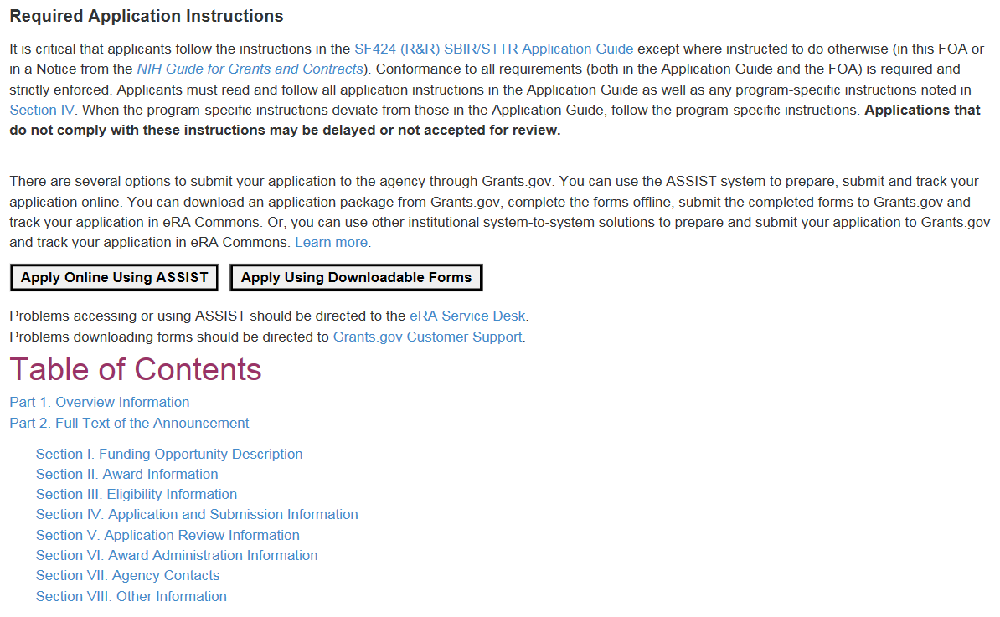 Required Application Instructions
It is critical that applicants follow the instructions in the SF424 (R&R) SBIR/STTR Application Guide except where instructed to do otherwise (in this FOA or
in a Notice from the NIH Guide for Grants and Contracts). Conformance to all requirements (both in the Application Guide and the FOA) is required and
strictly enforced. Applicants must read and follow all application instructions in the Application Guide as well as any program-specific instructions noted in
Section IV. When the program-specific instructions deviate from those in the Application Guide, follow the program-specific instructions. Applications that
do not comply with these instructions may be delayed or not accepted for review.
There are several options to submit your application to the agency through Grants.gov. You can use the ASSIST system to prepare, submit and track your
application online. You can download an application package from Grants.gov, complete the forms offline, submit the completed forms to Grants.gov and
track your application in eRA Commons. Or, you can use other institutional system-to-system solutions to prepare and submit your application to Grants.gov
and track your application in eRA Commons. Learn more.
Apply Online Using ASSIST Apply Using Downloadable Forms
Problems accessing or using ASSIST should be directed to the eRA Service Desk.
Problems downloading forms should be directed to Grants.gov Customer Support.
Table of Contents
Part 1. Overview Information
Part 2. Full Text of the Announcement
Section I. Funding Opportunity Description
Section II. Award Information
Section III. Eligibility Information
Section IV. Application and Submission Information
Section V. Application Review Information
Section VI. Award Administration Information
Section VII. Agency Contacts
Section VIII. Other Information